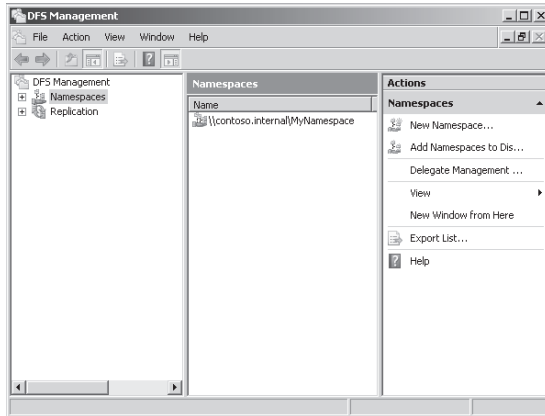 DFS Management
File Action View Window Help
DFS Management
Namespaces
Replication
Namespaces
Name
\\contoso.internal\MyNamespace
Actions
Namespaces
New Namespace...
Add Namespaces to Dis...
Delegate Management ...
View
New Window from Here
Export List...
Help